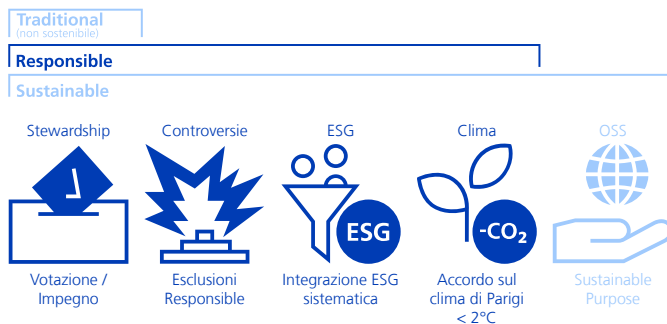 Traditional
(non sostenibile)
Responsible
Sustainable
Stewardship
Controversie
ESG
Clima
OSS
ESG
-CO₂
Votazione /
Impegno
Esclusioni
Responsible
Integrazione ESG
sistematica
Accordo sul
clima di Parigi
< 2°C
Sustainable
Purpose